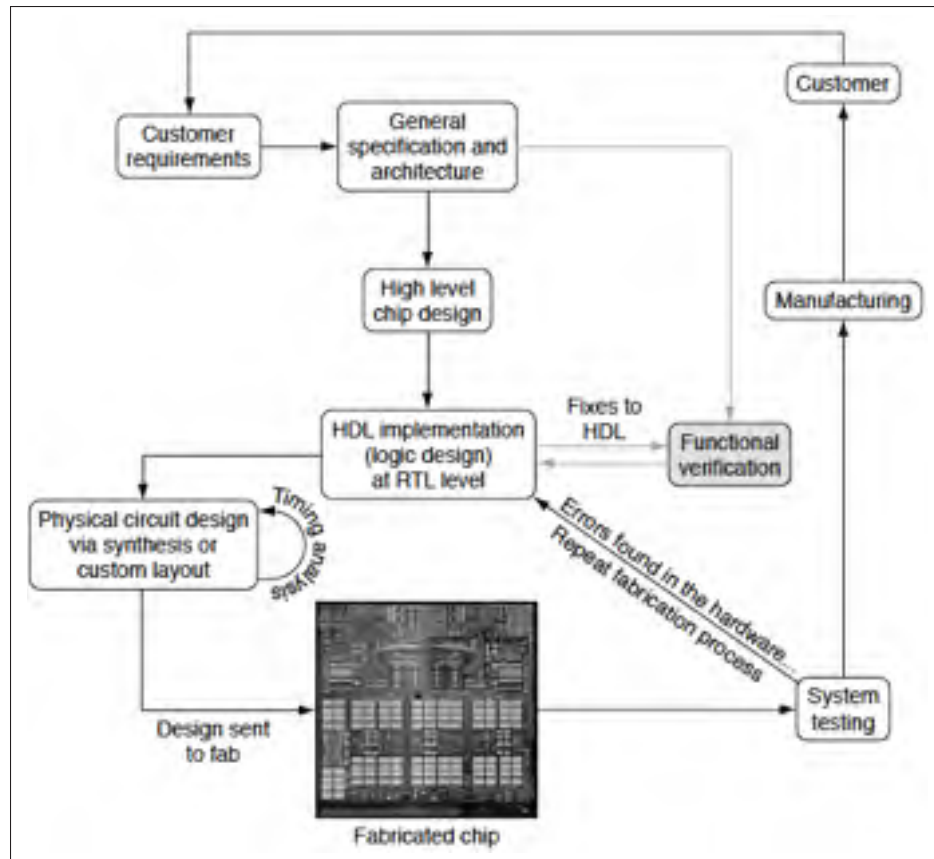 Customer
Customer
requirements
General
specification and
architecture
High level
chip design
Manufacturing
HDL implementation
(logic design)
at RTL level
Fixes to
HDL
Functional
verification
Physical circuit design
via synthesis or
custom layout
Timing analysis
Errors found in the hardware...
Repeat fabrication process
System
testing
Design sent
to fab
Fabricated chip